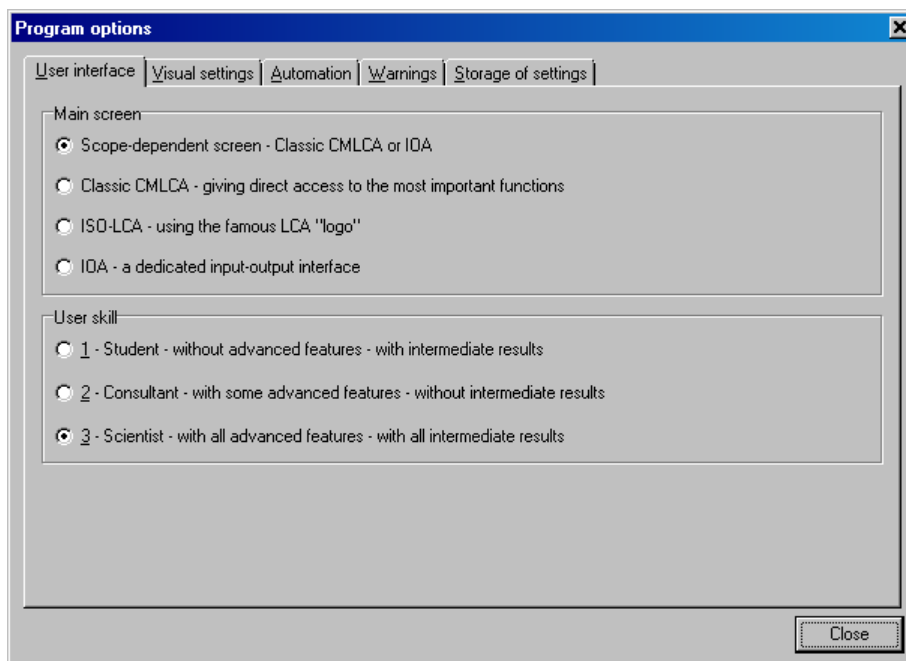 Program options
User interface Visual settings Automation Warnings Storage of settings
Main screen
Scope-dependent screen - Classic CMLCA or IOA
Classic CMLCA - giving direct access to the most important functions
ISO-LCA - using the famous LCA "logo"
IOA - a dedicated input-output interface
User skill
1 - Student - without advanced features - with intermediate results
2 - Consultant - with some advanced features - without intermediate results
3 - Scientist - with all advanced features - with all intermediate results
Close